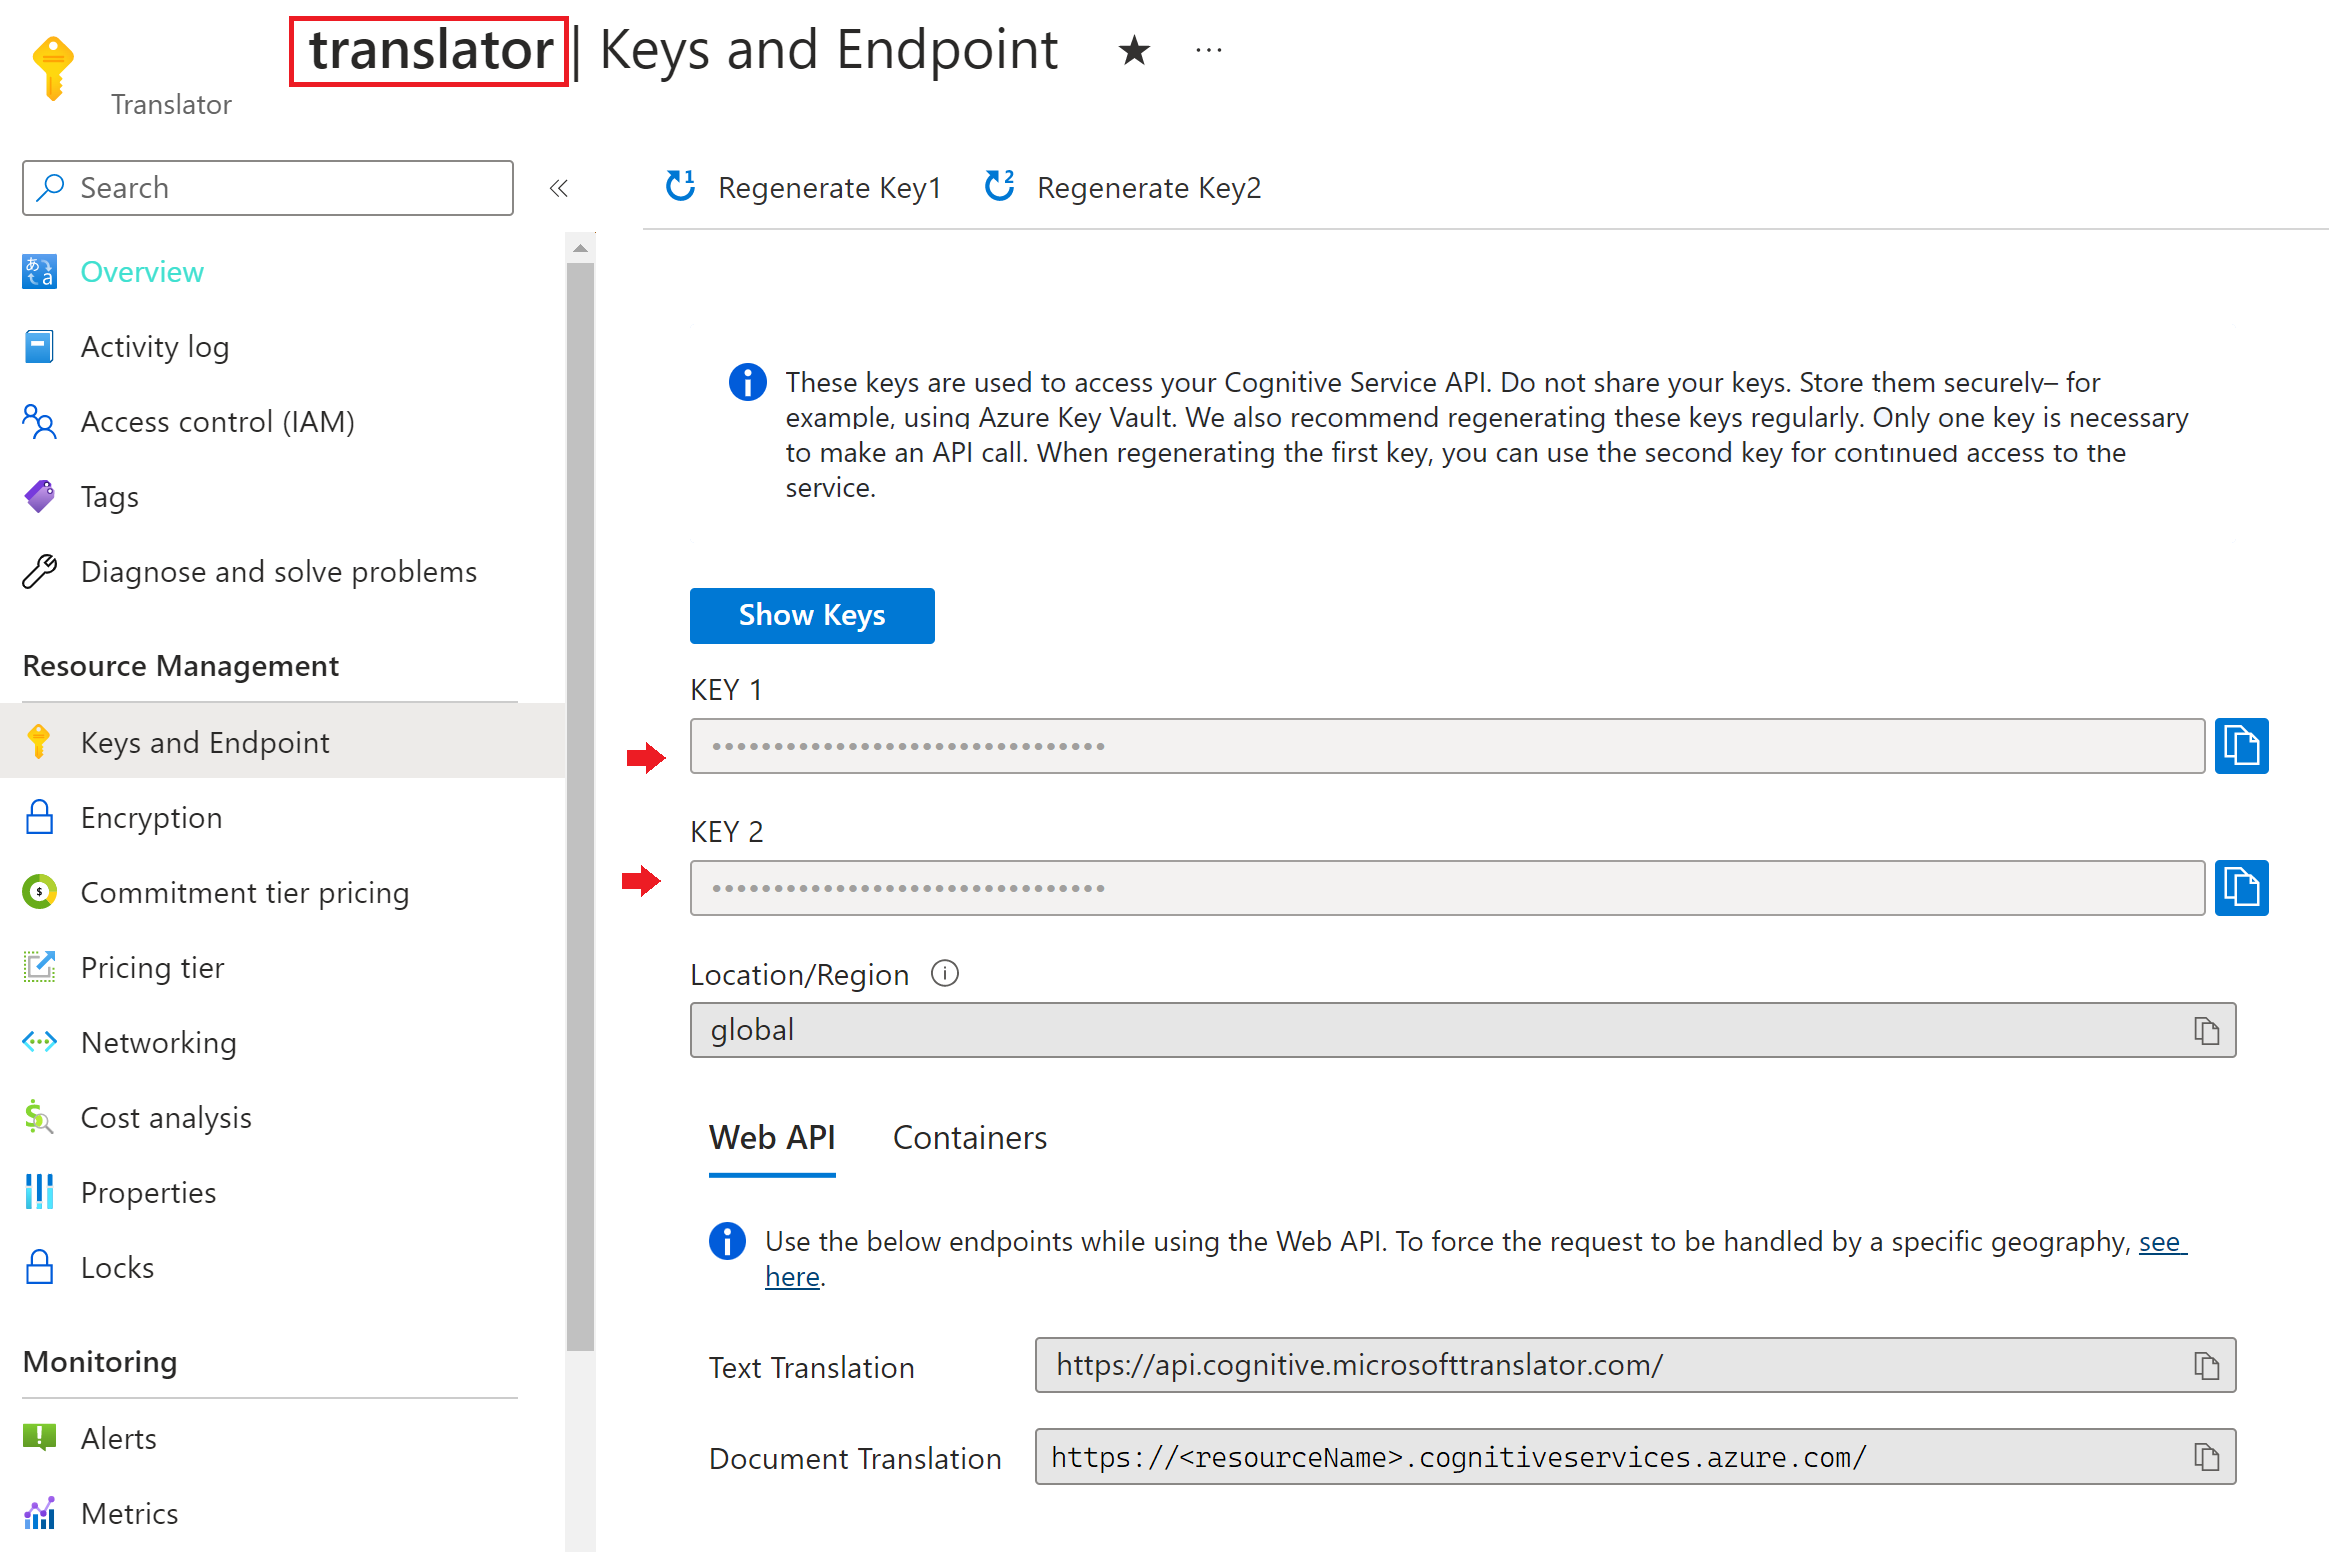 translator | Keys and Endpoint
Translator
Search
Overview
Activity log
Access control (IAM)
Tags
Diagnose and solve problems
Resource Management
Keys and Endpoint
Encryption
Commitment tier pricing
Pricing tier
Networking
Cost analysis
Properties
Locks
Monitoring
Alerts
Metrics
Regenerate Key1 Regenerate Key2
These keys are used to access your Cognitive Service API. Do not share your keys. Store them securely– for
example, using Azure Key Vault. We also recommend regenerating these keys regularly. Only one key is necessary
to make an API call. When regenerating the first key, you can use the second key for continued access to the
service.
Show Keys
KEY 1
••••••••••••••••••••••••••••••••
KEY 2
••••••••••••••••••••••••••••••••
Location/Region
global
Web API Containers
Use the below endpoints while using the Web API. To force the request to be handled by a specific geography, see
here.
Text Translation https://api.cognitive.microsofttranslator.com/
Document Translation https://<resourceName>.cognitiveservices.azure.com/